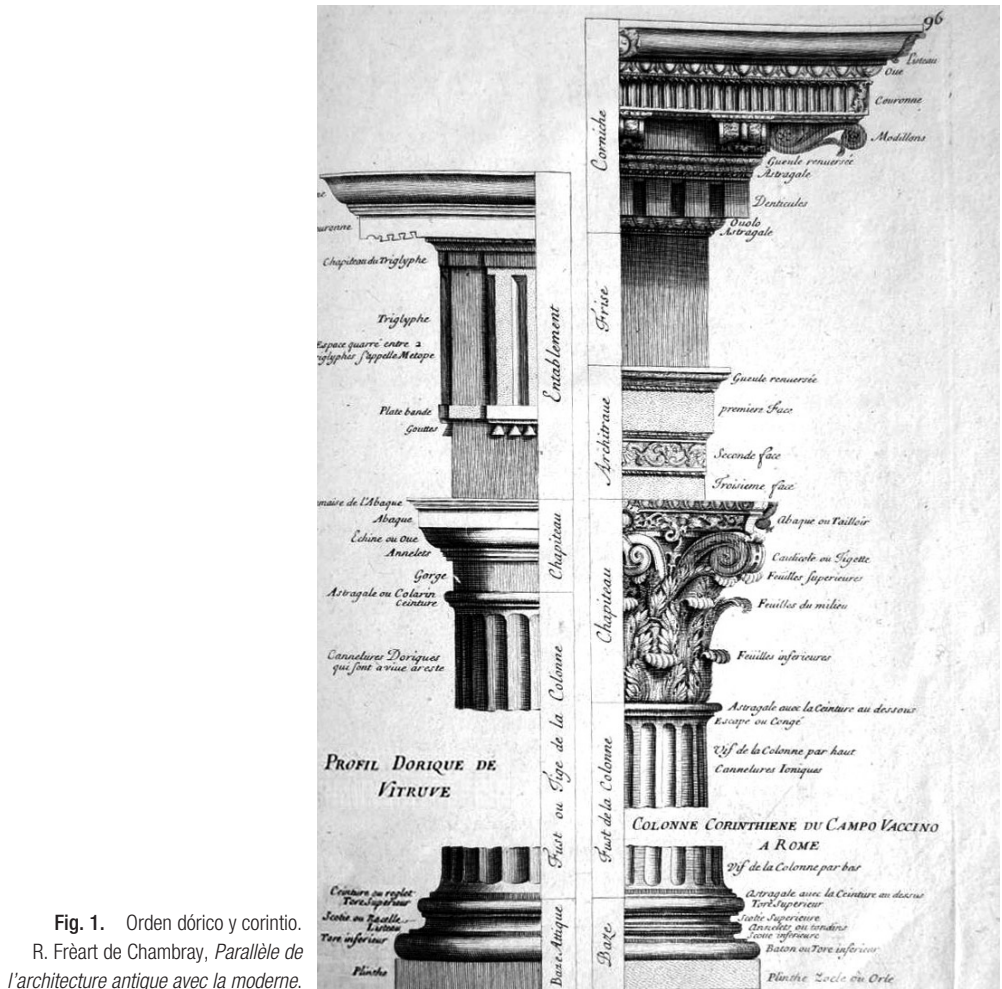 96
Listeau
Oue
Couronne
Modillons
Gueule renuersée
Astragale
Denticules
Ouolo
Astragale
Corniche
Frise
Architraue
Chapiteau
Fust de la Colonne
Baze
Gueule renuersée
premiere Face
Seconde face
Troisieme face
Abaque ou Tailloir
Caulicole ou Tigette
Feuilles superieures
Feuilles du milieu
Feuilles inferieures
Astragale auec la Ceinture au dessous
Escape ou Congé
Vif de la Colonne par haut
Cannelures Ioniques
COLONNE CORINTHIENE DU CAMPO VACCINO
A ROME
Vif de la Colonne par bas
Astragale auec la Ceinture au dessus
Tore Superieur
Scotie Superieure
Annelets ou tondins
Scotie inferieure
Baton ou Tore inferieur
Plinthe Zocle ou Orle
ouronne
Chapiteau du Triglyphe
Triglyphe
Espace quarré entre 2
riglyphes s'appelle Metope
Plate bande
Gouttes
maise de l'Abaque
Abaque
Echine ou Oue
Annelets
Gorge
Astragale ou Colarin
Ceinture
Cannelures Doriques
qui sont à viue areste
Entablement
Chapiteau
Fust ou Tige de la Colonne
Baze Atique
PROFIL DORIQUE DE
VITRUVE
Ceinture ou reglet
Tore Superieur
Scotie ou Nacelle
Listeau
Tore inferieur
Plinthe
Fig. 1. Orden dórico y corintio.
R. Frèart de Chambray, Parallèle de
l'architecture antique avec la moderne.